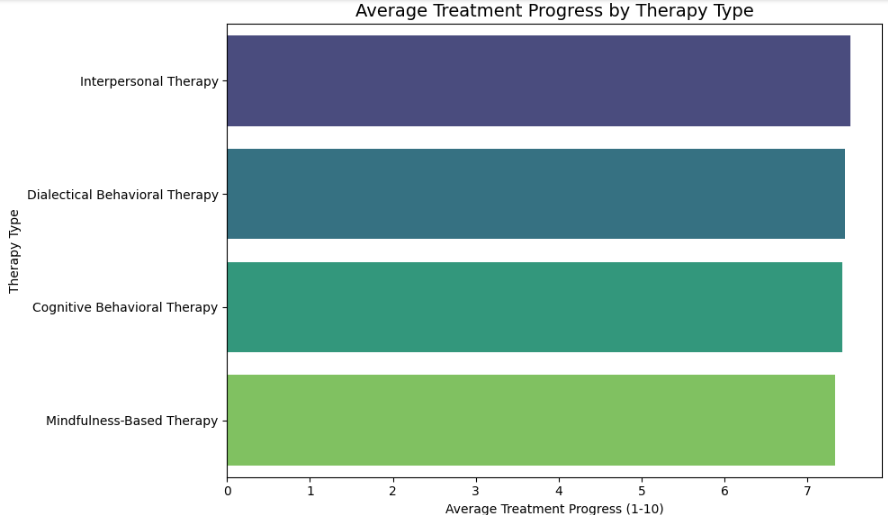 Average Treatment Progress by Therapy Type
Interpersonal Therapy
Dialectical Behavioral Therapy
Cognitive Behavioral Therapy
Mindfulness-Based Therapy
Therapy Type
0 1 2 3 4 5 6 7
Average Treatment Progress (1-10)